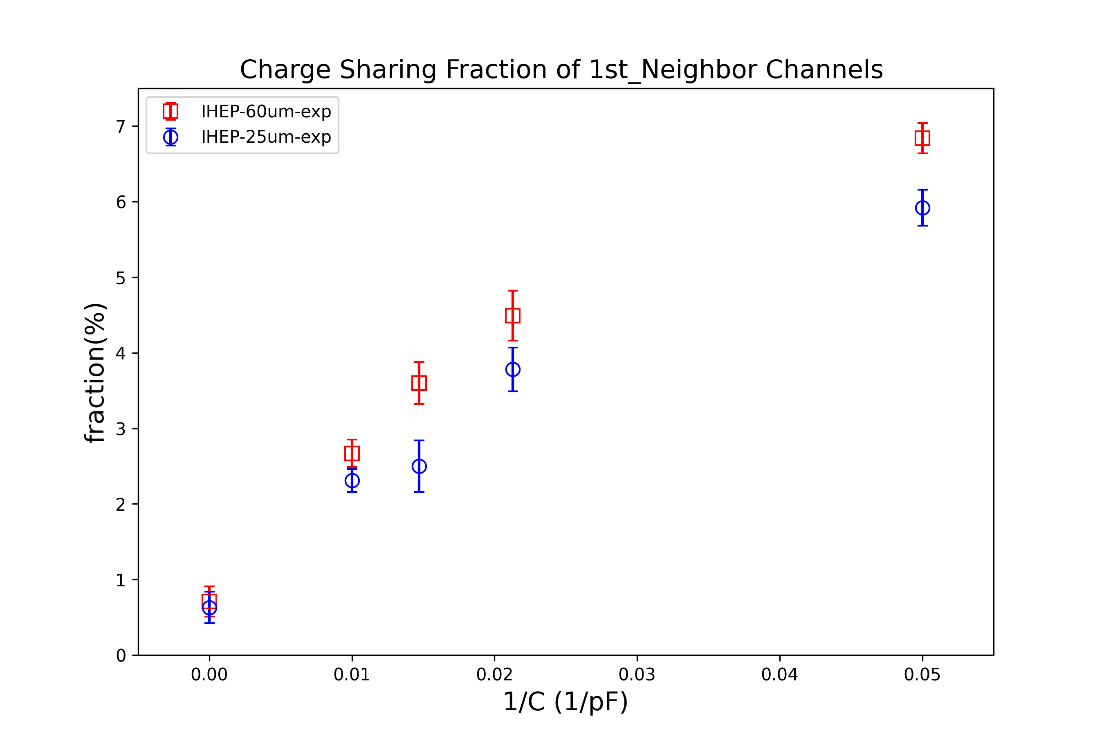 Charge Sharing Fraction of 1st_Neighbor Channels
IHEP-60um-exp
IHEP-25um-exp
7
6
5
4
3
2
1
0
fraction(%)
0.00 0.01 0.02 0.03 0.04 0.05
1/C (1/pF)